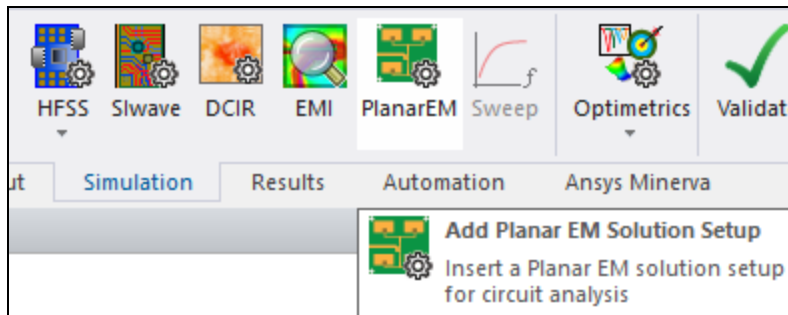 HFSS SIwave DCIR EMI PlanarEM Sweep Optimetrics Validat
ut Simulation Results Automation Ansys Minerva
Add Planar EM Solution Setup
Insert a Planar EM solution setup
for circuit analysis